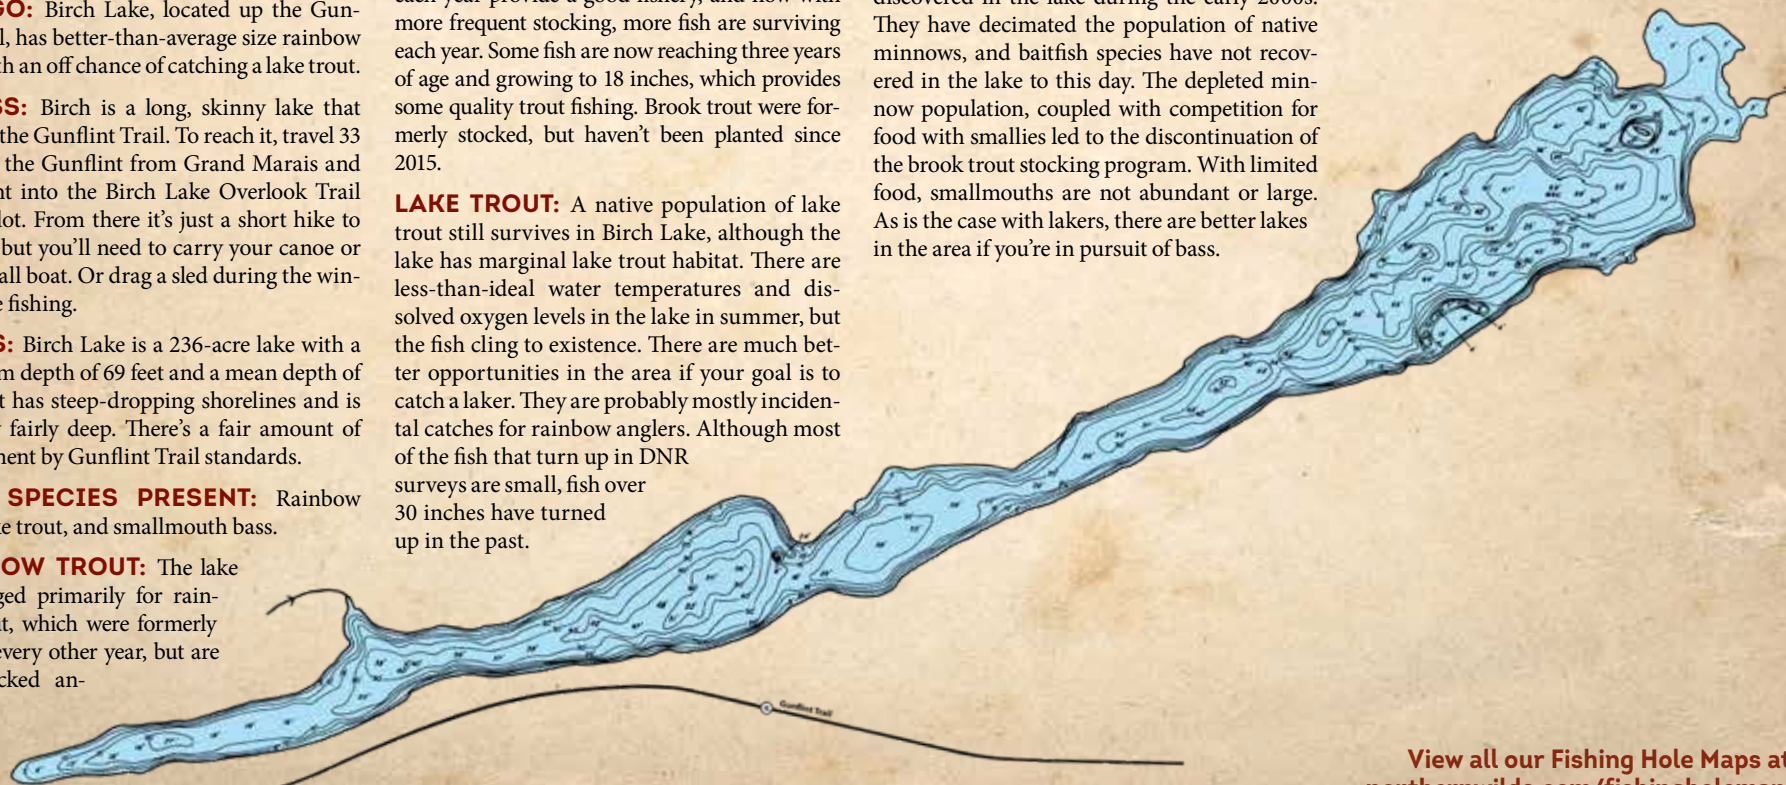 GO: Birch Lake, located up the Gun-
l, has better-than-average size rainbow
th an off chance of catching a lake trout.
SS: Birch is a long, skinny lake that
the Gunflint Trail. To reach it, travel 33
the Gunflint from Grand Marais and
nt into the Birch Lake Overlook Trail
lot. From there it's just a short hike to
but you'll need to carry your canoe or
all boat. Or drag a sled during the win-
e fishing.
S: Birch Lake is a 236-acre lake with a
m depth of 69 feet and a mean depth of
t has steep-dropping shorelines and is
y fairly deep. There's a fair amount of
ment by Gunflint Trail standards.
SPECIES PRESENT: Rainbow
ke trout, and smallmouth bass.
OW TROUT: The lake
ged primarily for rain-
ut, which were formerly
every other year, but are
cked an-
each year provide a good fishery, and now with
more frequent stocking, more fish are surviving
each year. Some fish are now reaching three years
of age and growing to 18 inches, which provides
some quality trout fishing. Brook trout were for-
merly stocked, but haven't been planted since
2015.
LAKE TROUT: A native population of lake
trout still survives in Birch Lake, although the
lake has marginal lake trout habitat. There are
less-than-ideal water temperatures and dis-
solved oxygen levels in the lake in summer, but
the fish cling to existence. There are much bet-
ter opportunities in the area if your goal is to
catch a laker. They are probably mostly inciden-
tal catches for rainbow anglers. Although most
of the fish that turn up in DNR
surveys are small, fish over
30 inches have turned
up in the past.
discovered in the lake during the early 2000s.
They have decimated the population of native
minnows, and baitfish species have not recov-
ered in the lake to this day. The depleted min-
now population, coupled with competition for
food with smallies led to the discontinuation of
the brook trout stocking program. With limited
food, smallmouths are not abundant or large.
As is the case with lakers, there are better lakes
in the area if you're in pursuit of bass.
Gunflint Trail
View all our Fishing Hole Maps at